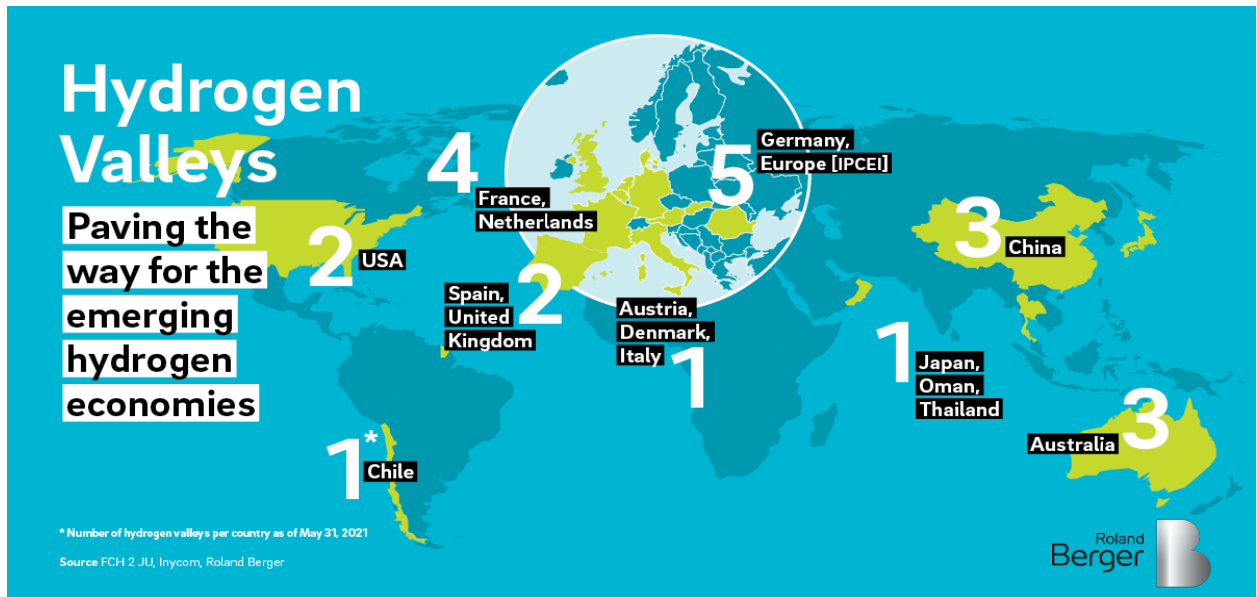 Hydrogen
Valleys
Paving the
way for the
emerging
hydrogen
economies
4
France,
Netherlands
5
Germany,
Europe [IPCEI]
2
USA
Spain,
United
Kingdom
2
Austria,
Denmark,
Italy
1
3
China
1
Japan,
Oman,
Thailand
3
Australia
1*
Chile
* Number of hydrogen valleys per country as of May 31, 2021
Source FCH 2 JU, Inycom, Roland Berger
Roland
Berger
B